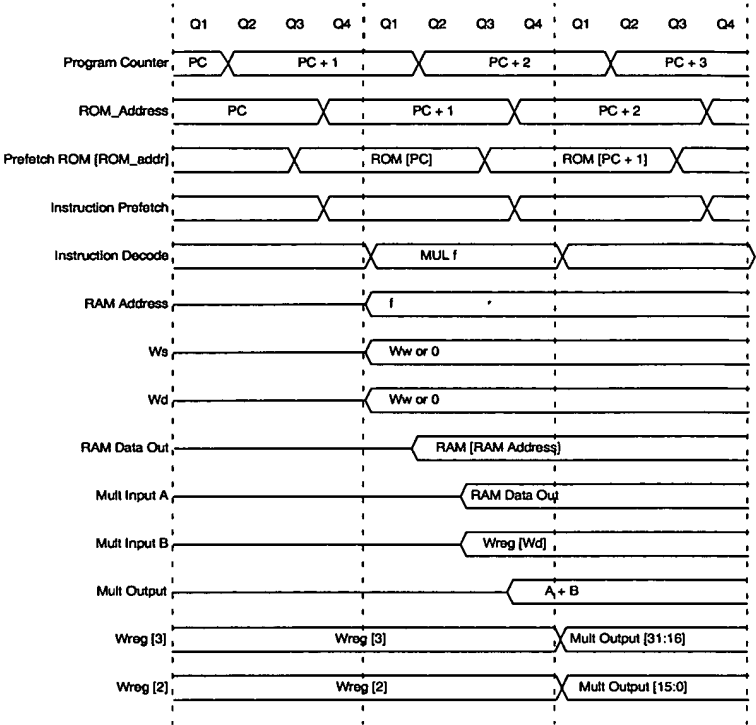 Q1 Q2 Q3 Q4 Q1 Q2 Q3 Q4 Q1 Q2 Q3 Q4
Program Counter PC PC + 1 PC + 2 PC + 3
ROM_Address PC PC + 1 PC + 2
Prefetch ROM [ROM_addr] ROM [PC] ROM [PC + 1]
Instruction Prefetch
Instruction Decode MUL f
RAM Address f
Ws Ww or 0
Wd Ww or 0
RAM Data Out RAM [RAM Address]
Mult Input A RAM Data Out
Mult Input B Wreg [Wd]
Mult Output A + B
Wreg [3] Wreg [3] Mult Output [31:16]
Wreg [2] Wreg [2] Mult Output [15:0]